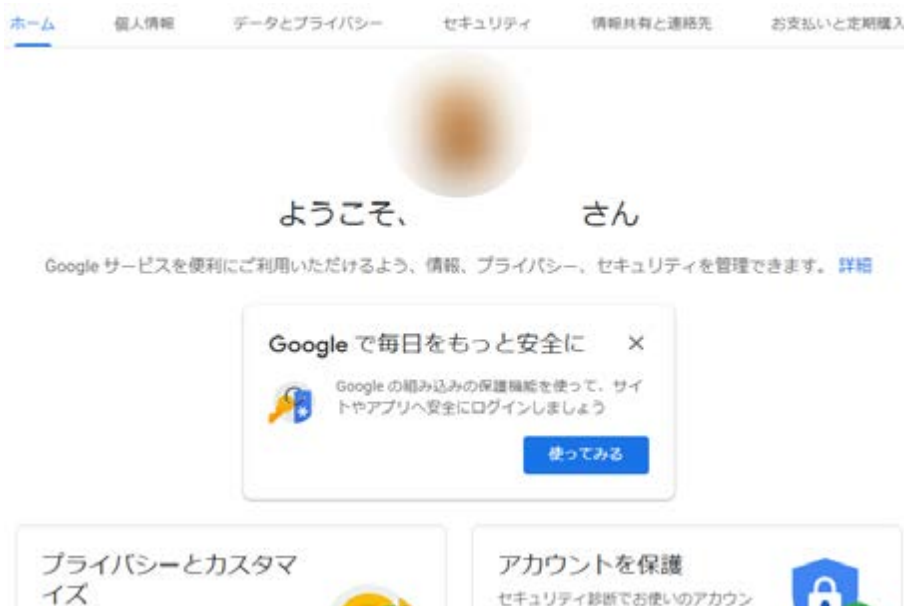 ホーム 個人情報 データとプライバシー セキュリティ 情報共有と連絡先 お支払いと定期購入
ようこそ、 さん
Google サービスを便利にご利用いただけるよう、情報、プライバシー、セキュリティを管理できます。 詳細
Google で毎日をもっと安全に ×
Google の組み込みの保護機能を使って、サイ
トやアプリへ安全にログインしましょう
使ってみる
プライバシーとカスタマ
イズ
アカウントを保護
セキュリティ診断でお使いのアカウン